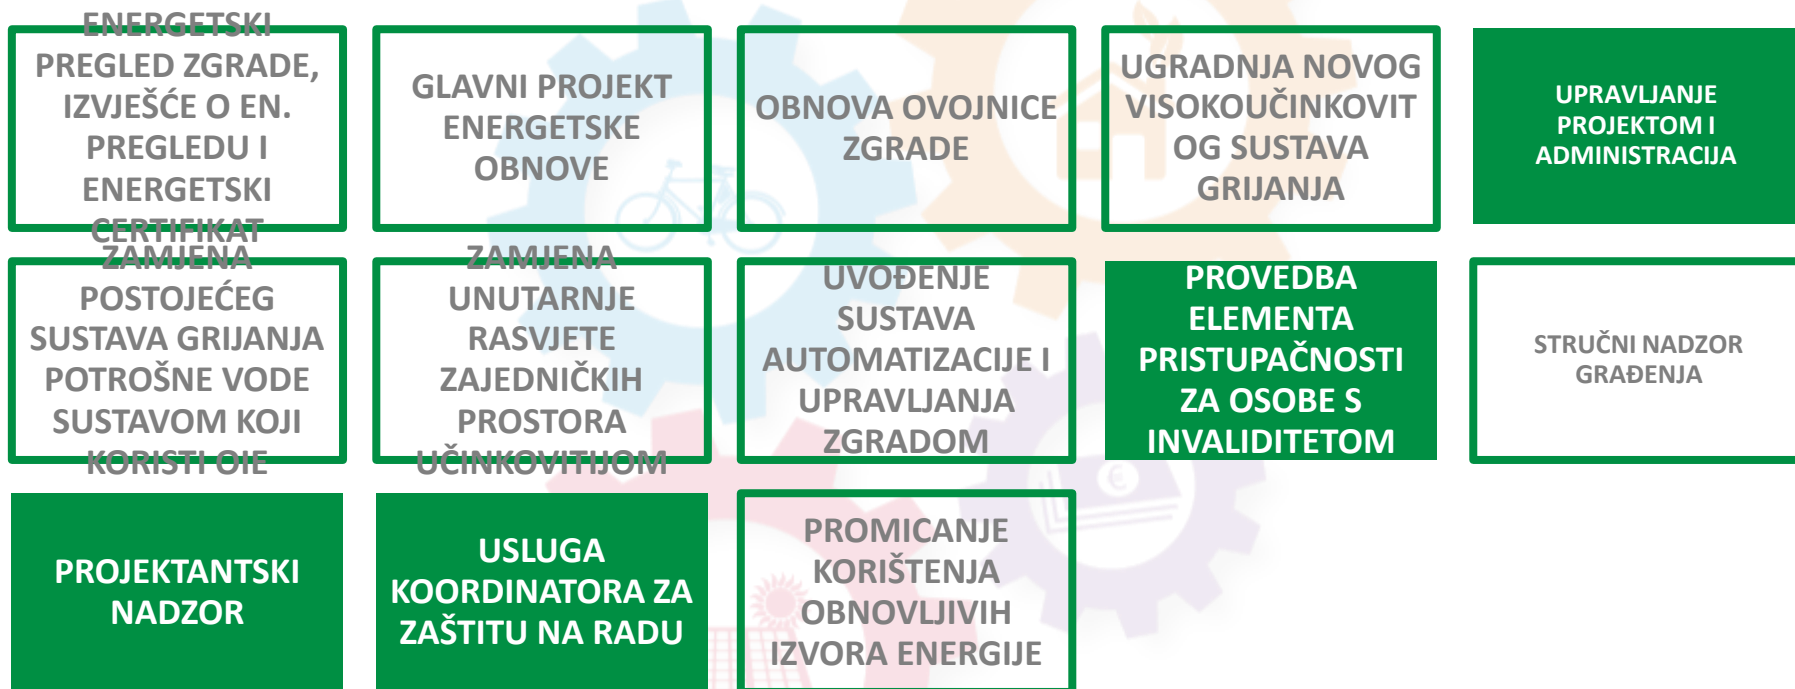 ENERGETSKI
PREGLED ZGRADE,
IZVJEŠĆE O EN.
PREGLEDU I
ENERGETSKI
CERTIFIKAT
GLAVNI PROJEKT
ENERGETSKE
OBNOVE
OBNOVA OVOJNICE
ZGRADE
UGRADNJA NOVOG
VISOKOUČINKOVIT
OG SUSTAVA
GRIJANJA
UPRAVLJANJE
PROJEKTOM I
ADMINISTRACIJA
ZAMJENA
POSTOJEĆEG
SUSTAVA GRIJANJA
POTROŠNE VODE
SUSTAVOM KOJI
KORISTI OIE
ZAMJENA
UNUTARNJE
RASVJETE
ZAJEDNIČKIH
PROSTORA
UČINKOVITIJOM
UVOĐENJE
SUSTAVA
AUTOMATIZACIJE I
UPRAVLJANJA
ZGRADOM
PROVEDBA
ELEMENTA
PRISTUPAČNOSTI
ZA OSOBE S
INVALIDITETOM
STRUČNI NADZOR
GRAĐENJA
PROJEKTANTSKI
NADZOR
USLUGA
KOORDINATORA ZA
ZAŠTITU NA RADU
PROMICANJE
KORIŠTENJA
OBNOVLJIVIH
IZVORA ENERGIJE